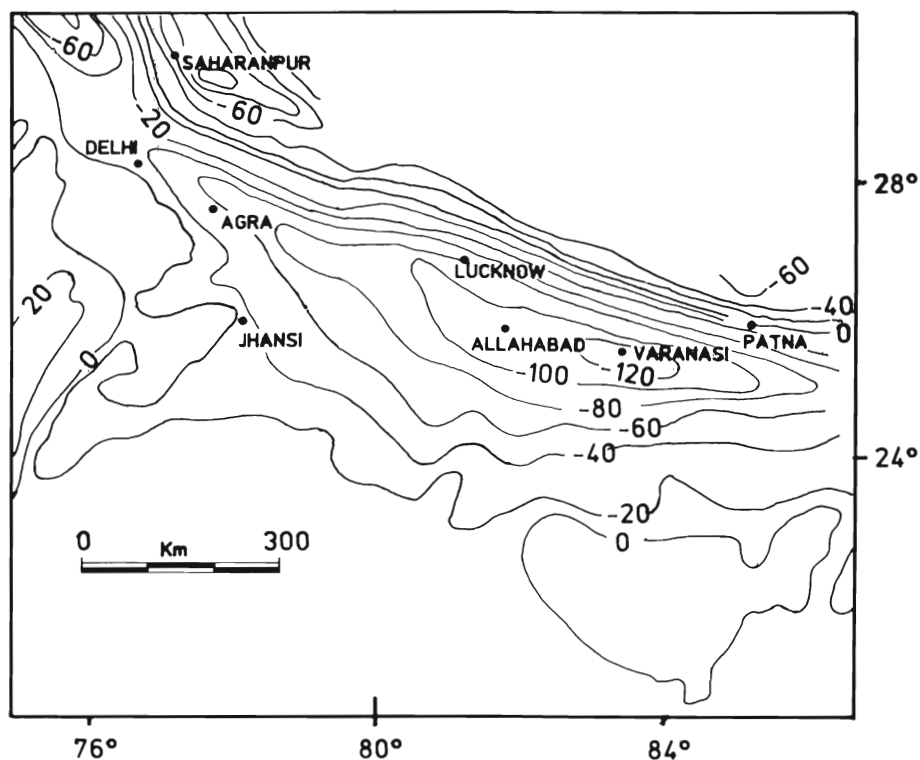 -60
SAHARANPUR
-60
-20
DELHI
28°
AGRA
-60
LUCKNOW
20
-40
0
JHANSI
ALLAHABAD
VARANASI
PATNA
0
-100
-120
-80
-60
-40
24°
-20
0
0 Km 300
76° 80° 84°